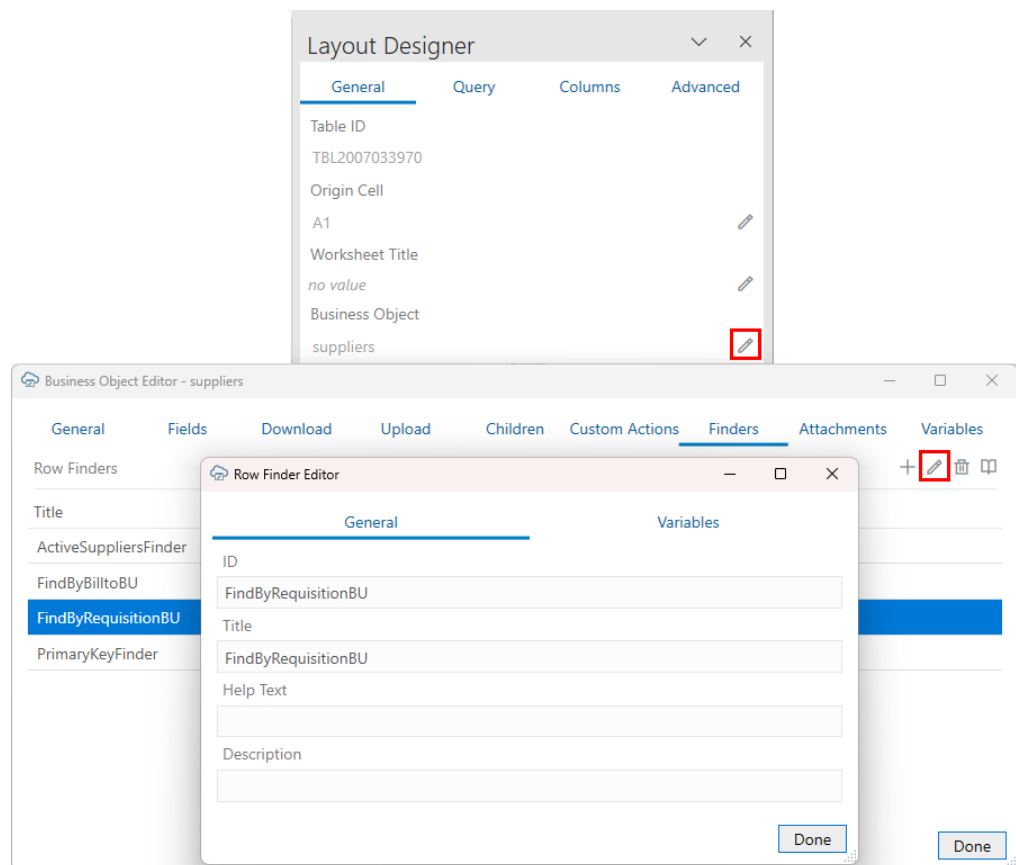 Layout Designer
General Query Columns Advanced
Table ID
TBL2007033970
Origin Cell
A1
Worksheet Title
no value
Business Object
suppliers
Business Object Editor - suppliers
General Fields Download Upload Children Custom Actions Finders Attachments Variables
Row Finders
Title
ActiveSuppliersFinder
FindByBilltoBU
FindByRequisitionBU
PrimaryKeyFinder
Row Finder Editor
General Variables
ID
FindByRequisitionBU
Title
FindByRequisitionBU
Help Text
Description
Done
Done